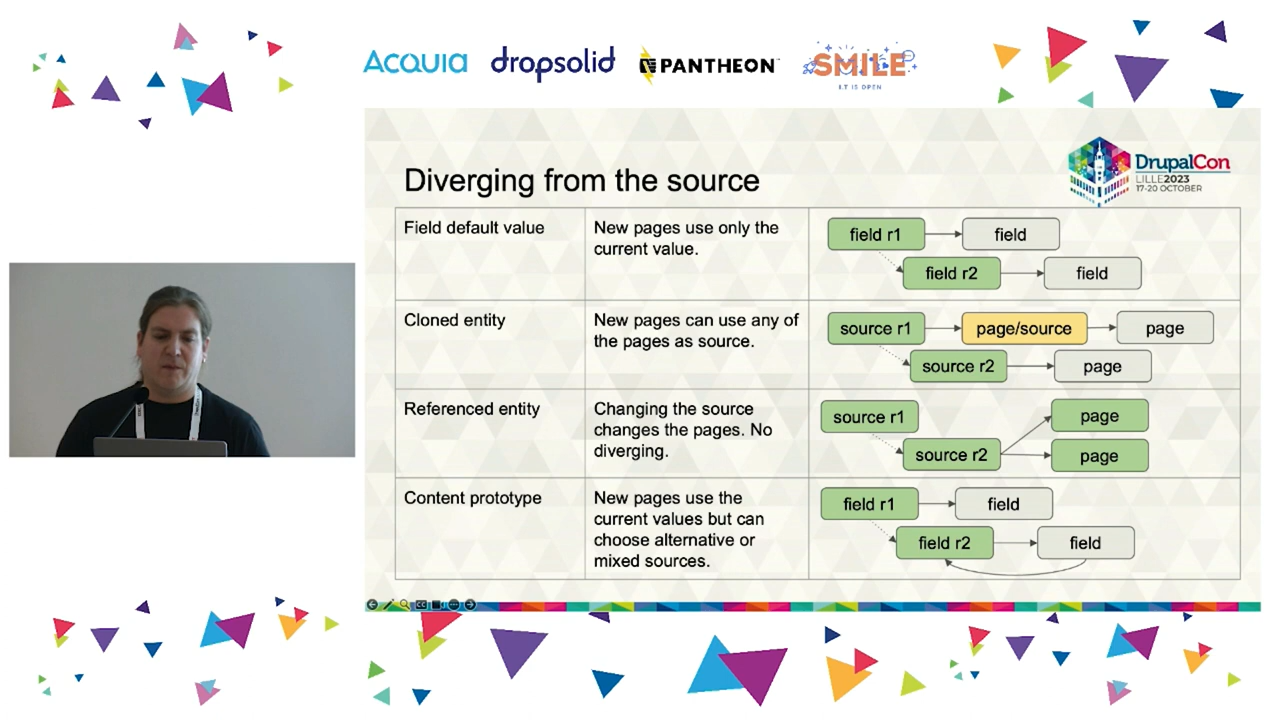 Acquia
dropsolid
PANTHEON
SMILE
I.T IS OPEN
DrupalCon
LILLE2023
17-20 OCTOBER
Diverging from the source
Field default value
New pages use only the
current value.
field r1
field
field r2
field
Cloned entity
New pages can use any of
the pages as source.
source r1
page/source
page
source r2
page
Referenced entity
Changing the source
changes the pages. No
diverging.
source r1
page
source r2
page
Content prototype
New pages use the
current values but can
choose alternative or
mixed sources.
field r1
field
field r2
field